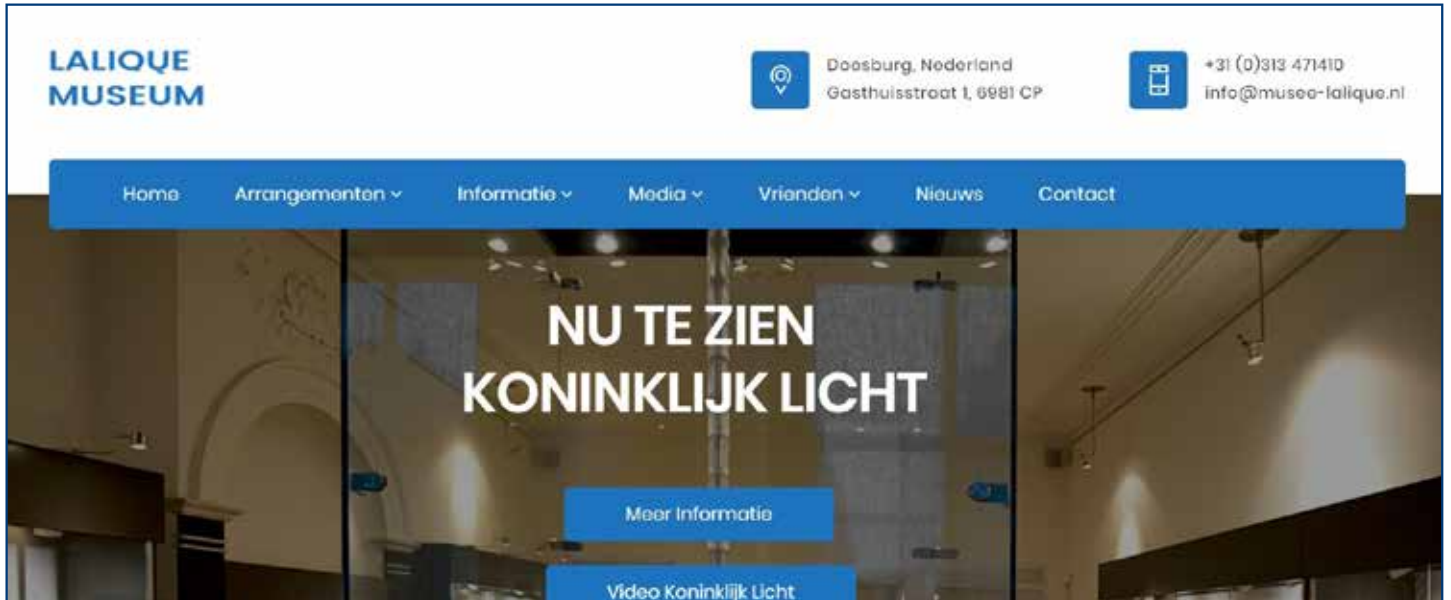 LALIQUE
MUSEUM
Doesburg, Nederland
Gasthuisstraat 1, 6981 CP
+31 (0)313 471410
info@musee-lalique.nl
Home Arrangementen Informatie Media Vrienden Nieuws Contact
NU TE ZIEN
KONINKLIJK LICHT
Meer Informatie
Video Koninklijk Licht